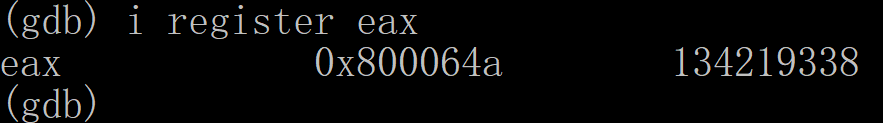 (gdb) i register eax
eax            0x800064a        134219338
(gdb)